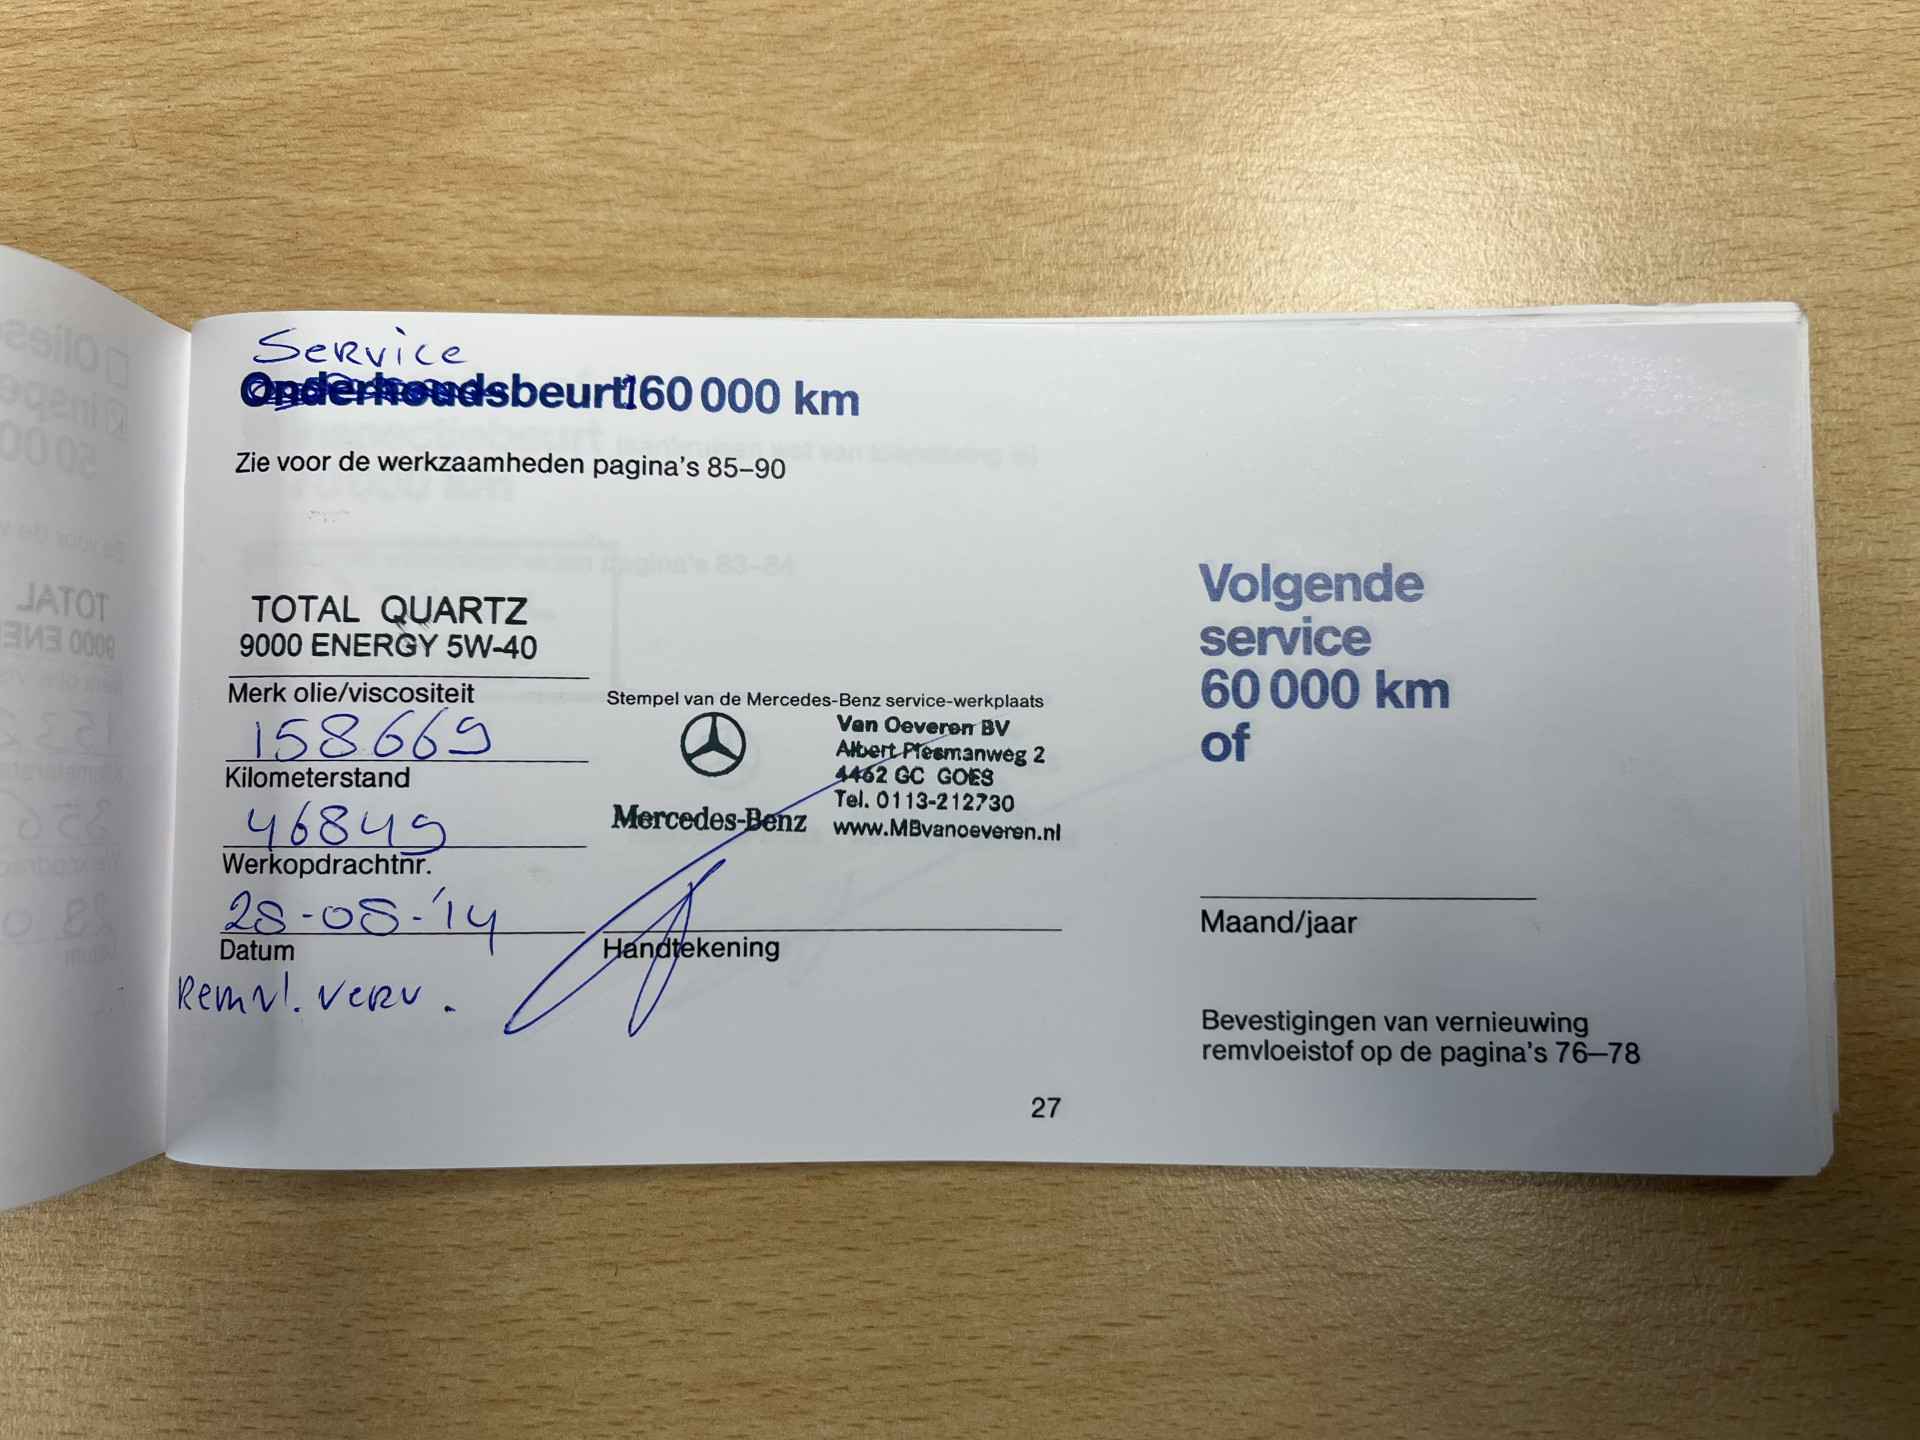 Service
Onderhoudsbeurt 160 000 km
Zie voor de werkzaamheden pagina's 85–90
TOTAL QUARTZ
9000 ENERGY 5W-40
Merk olie/viscositeit
158669
Kilometerstand
46849
Werkopdrachtnr.
28-08-'14
Datum
Remvl. verv.
Stempel van de Mercedes-Benz service-werkplaats
Mercedes-Benz
Van Oeveren BV
Albert Plesmanweg 2
4462 GC GOES
Tel. 0113-212730
www.MBvanoeveren.nl
Handtekening
Volgende
service
60 000 km
of
Maand/jaar
Bevestigingen van vernieuwing
remvloeistof op de pagina's 76–78
27
TOTAL